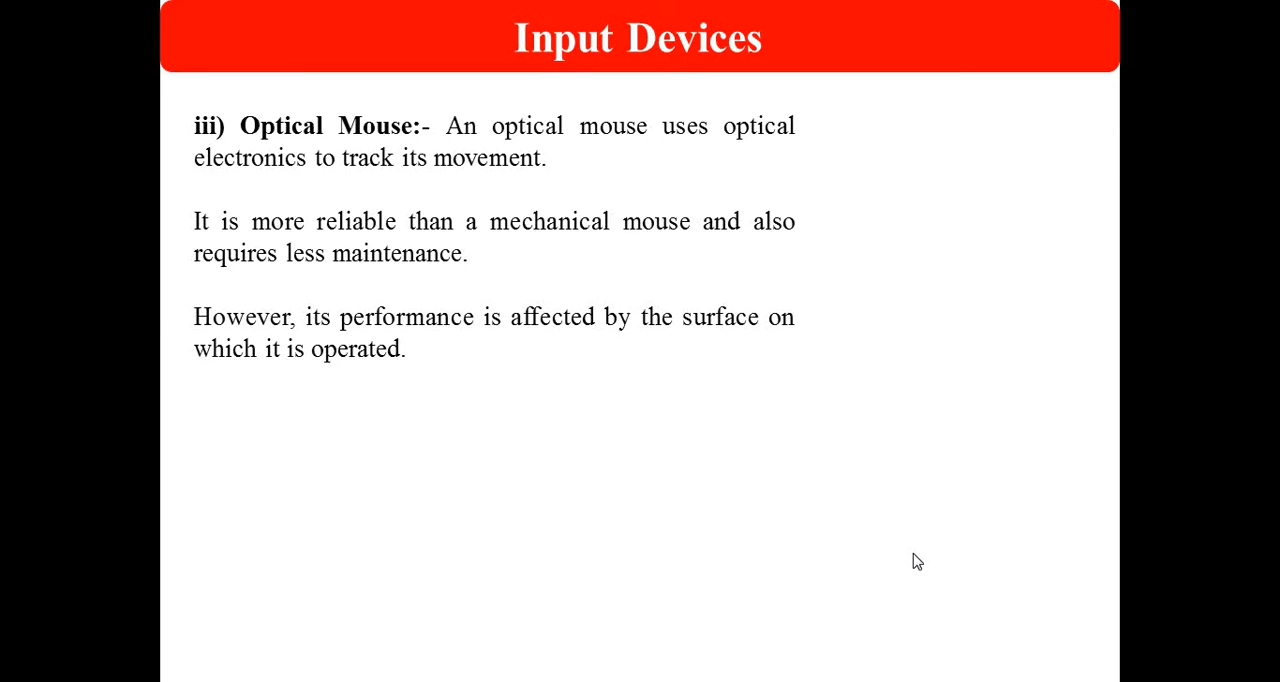 Input Devices
iii) Optical Mouse:- An optical mouse uses optical
electronics to track its movement.
It is more reliable than a mechanical mouse and also
requires less maintenance.
However, its performance is affected by the surface on
which it is operated.